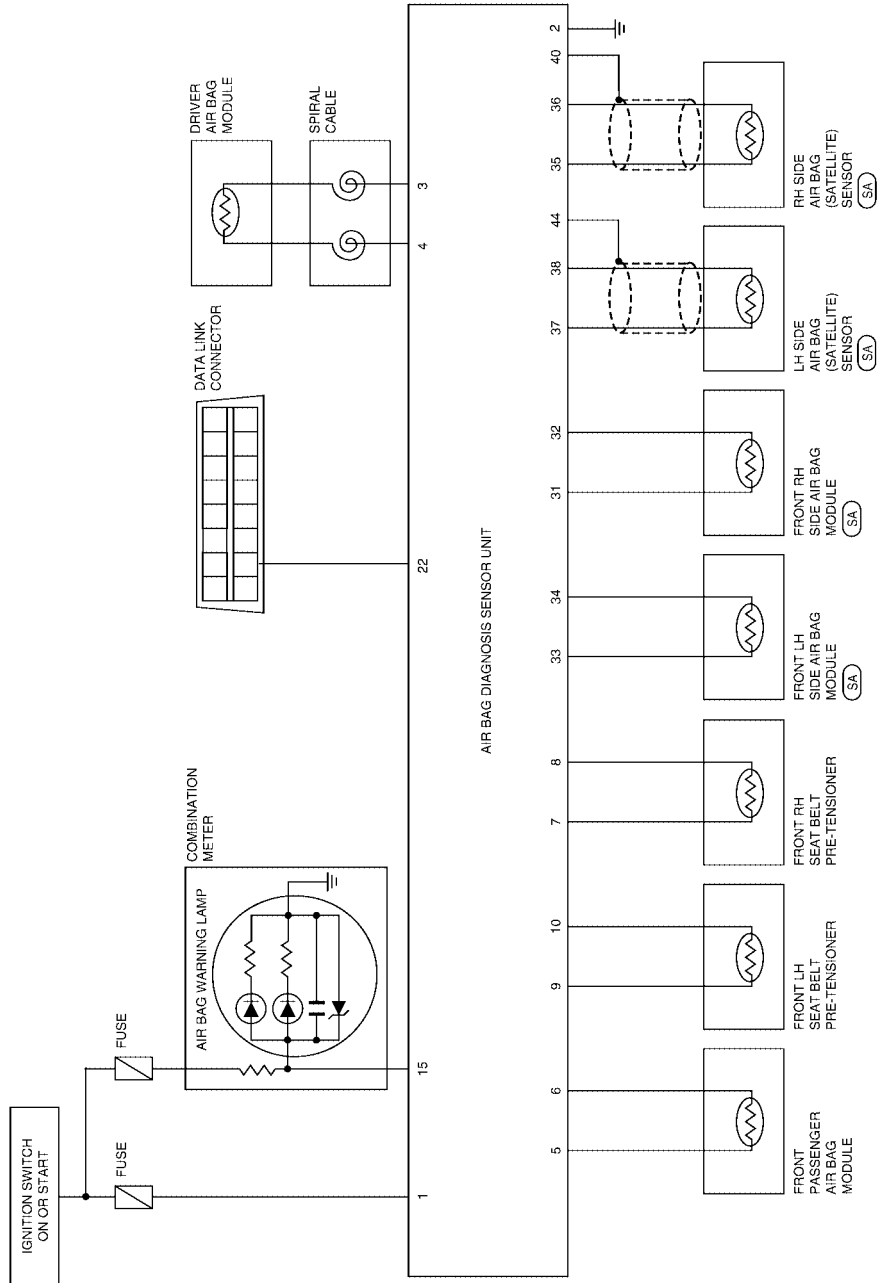 IGNITION SWITCH
ON OR START
FUSE
FUSE
COMBINATION
METER
AIR BAG WARNING LAMP
DATA LINK
CONNECTOR
DRIVER
AIR BAG
MODULE
SPIRAL
CABLE
1
15
22
4
3
AIR BAG DIAGNOSIS SENSOR UNIT
5
6
9
10
7
8
33
34
31
32
37
38
44
35
36
40
2
FRONT
PASSENGER
AIR BAG
MODULE
FRONT LH
SEAT BELT
PRE-TENSIONER
FRONT RH
SEAT BELT
PRE-TENSIONER
FRONT LH
SIDE AIR BAG
MODULE
SA
FRONT RH
SIDE AIR BAG
MODULE
SA
LH SIDE
AIR BAG
(SATELLITE)
SENSOR
SA
RH SIDE
AIR BAG
(SATELLITE)
SENSOR
SA